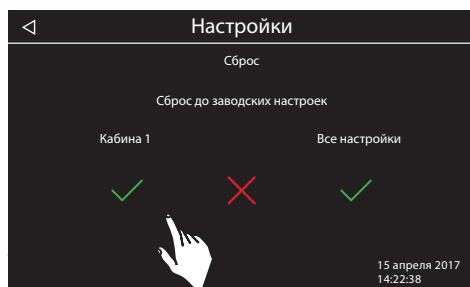 Настройки
Сброс
Сброс до заводских настроек
Кабина 1
Все настройки
15 апреля 2017
14:22:38